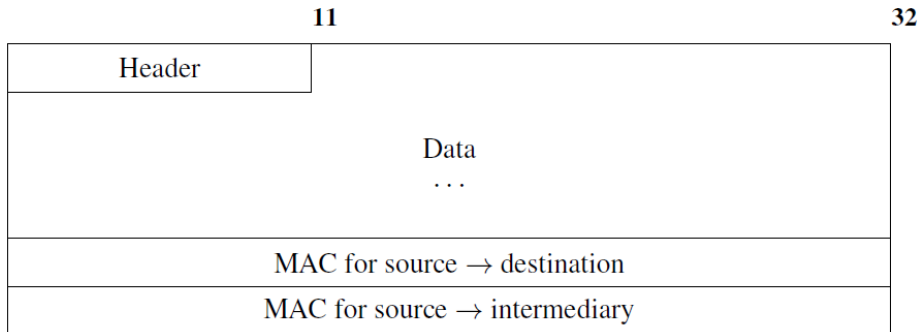 11 32
Header
Data
...
MAC for source → destination
MAC for source → intermediary